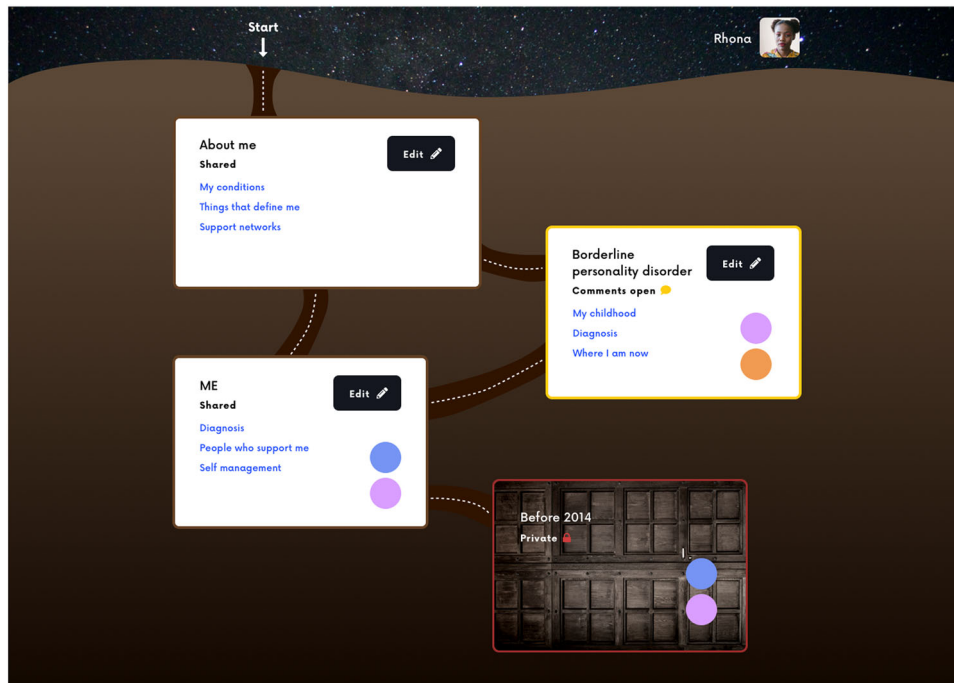 Start
Rhona
About me
Shared
Edit
My conditions
Things that define me
Support networks
Borderline
personality disorder
Edit
Comments open
My childhood
Diagnosis
Where I am now
ME
Shared
Edit
Diagnosis
People who support me
Self management
Before 2014
Private